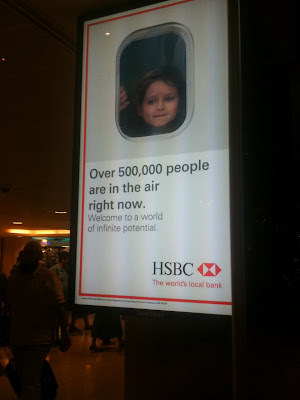 Over 500,000 people
are in the air
right now.
Welcome to a world
of infinite potential.
HSBC
The world's local bank